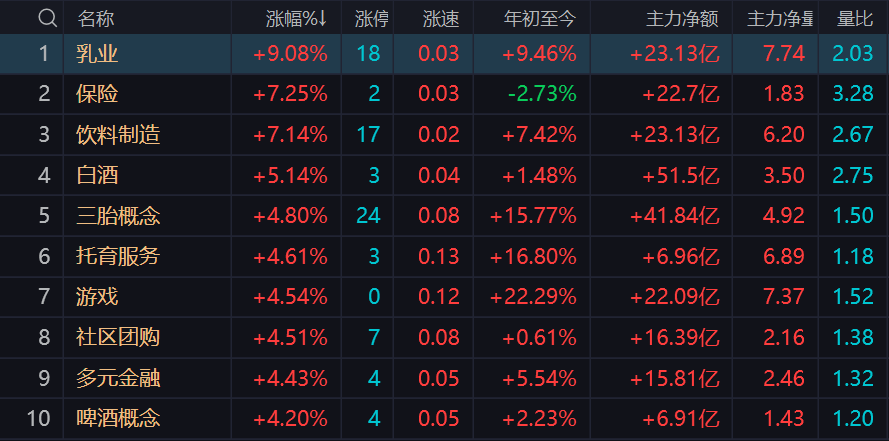 名称 涨幅%↓ 涨停 涨速 年初至今 主力净额 主力净量 量比
1 乳业 +9.08% 18 0.03 +9.46% +23.13亿 7.74 2.03
2 保险 +7.25% 2 0.03 -2.73% +22.7亿 1.83 3.28
3 饮料制造 +7.14% 17 0.02 +7.42% +23.13亿 6.20 2.67
4 白酒 +5.14% 3 0.04 +1.48% +51.5亿 3.50 2.75
5 三胎概念 +4.80% 24 0.08 +15.77% +41.84亿 4.92 1.50
6 托育服务 +4.61% 3 0.13 +16.80% +6.96亿 6.89 1.18
7 游戏 +4.54% 0 0.12 +22.29% +22.09亿 7.37 1.52
8 社区团购 +4.51% 7 0.08 +0.61% +16.39亿 2.16 1.38
9 多元金融 +4.43% 4 0.05 +5.54% +15.81亿 2.46 1.32
10 啤酒概念 +4.20% 4 0.05 +2.23% +6.91亿 1.43 1.20